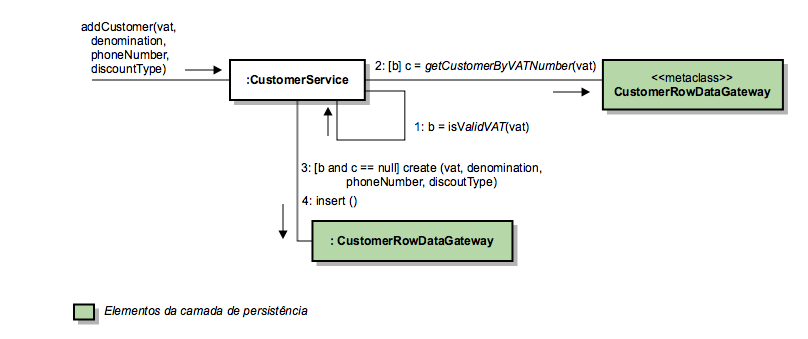 addCustomer(vat,
denomination,
phoneNumber,
discountType)
:CustomerService
2: [b] c = getCustomerByVATNumber(vat)
<<metaclass>>
CustomerRowDataGateway
1: b = isValidVAT(vat)
3: [b and c == null] create (vat, denomination,
phoneNumber, discoutType)
4: insert ()
: CustomerRowDataGateway
Elementos da camada de persistência